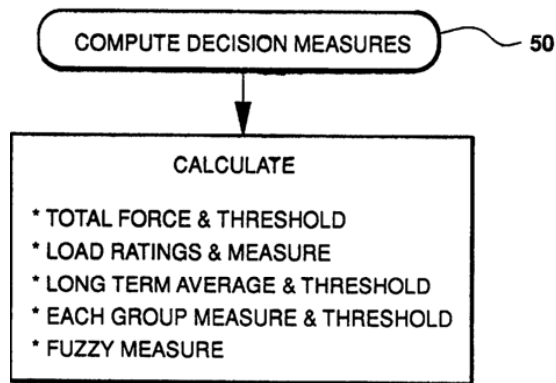 COMPUTE DECISION MEASURES
50
CALCULATE
* TOTAL FORCE & THRESHOLD
* LOAD RATINGS & MEASURE
* LONG TERM AVERAGE & THRESHOLD
* EACH GROUP MEASURE & THRESHOLD
* FUZZY MEASURE